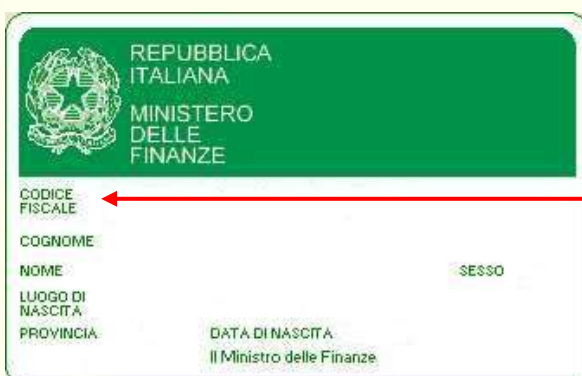 REPUBBLICA
ITALIANA
MINISTERO
DELLE
FINANZE
CODICE
FISCALE
COGNOME
NOME SESSO
LUOGO DI
NASCITA
PROVINCIA DATA DI NASCITA
Il Ministro delle Finanze